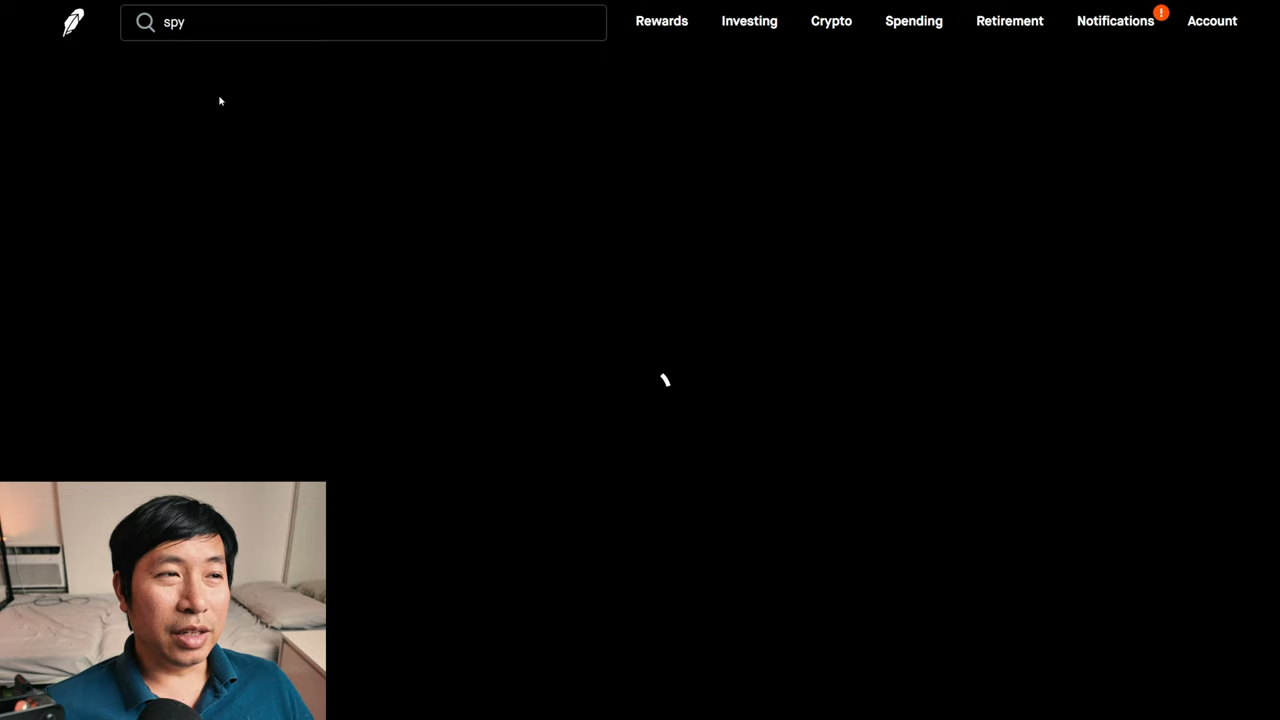 spy
Rewards
Investing
Crypto
Spending
Retirement
Notifications
!
Account